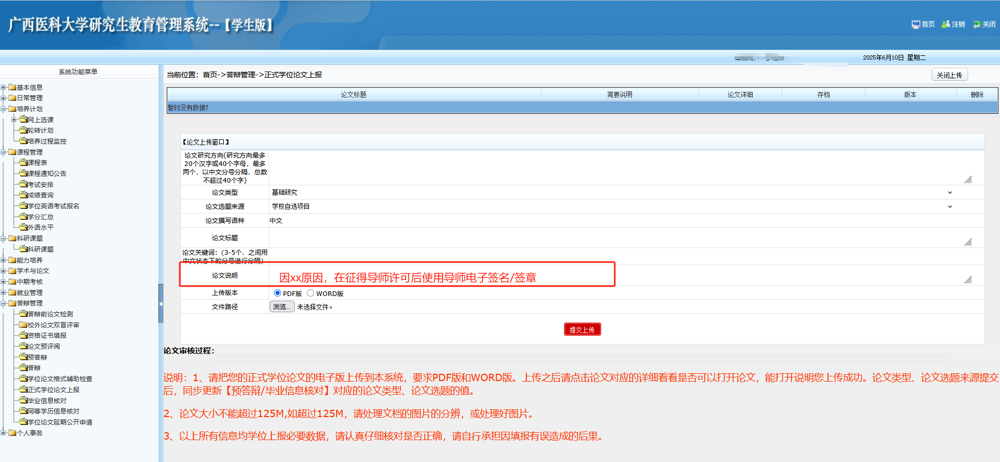 广西医科大学研究生教育管理系统--【学生版】
首页 注销 关闭
2025年6月10日 星期二
系统功能菜单
基本信息
日常管理
培养计划
网上选课
轮转计划
培养过程监控
课程管理
课程表
课程通知公告
考试安排
成绩查询
学位英语考试报名
学分汇总
外语水平
科研课题
科研课题
能力培养
学术与论文
中期考核
就业管理
答辩管理
答辩前论文检测
校外论文双盲评审
资格证书填报
论文预评阅
预答辩
答辩
学位论文格式辅助检查
正式学位论文上报
毕业信息核对
同等学历信息核对
学位论文延期公开申请
个人事务
当前位置：首页->答辩管理->正式学位论文上报
关闭上传
论文标题 简要说明 论文详细 存档 版本 删除
暂时没有数据!
【论文上传窗口】
论文研究方向(研究方向最多
20个汉字或40个字母，最多
两个，以中文分号分隔，总数
不超过40个字)
论文类型 基础研究
论文选题来源 学校自选项目
论文撰写语种 中文
论文标题
论文关键词：（3-5个，之间用
中文状态下的分号进行分隔）
论文说明 因xx原因，在征得导师许可后使用导师电子签名/签章
上传版本 PDF版 WORD版
文件路径 浏览... 未选择文件。
提交上传
论文审核过程：
说明：1、请把您的正式学位论文的电子版上传到本系统，要求PDF版和WORD版。上传之后请点击论文对应的详细看看是否可以打开论文，能打开说明您上传成功。论文类型、论文选题来源提交
后，同步更新【预答辩/毕业信息核对】对应的论文类型、论文选题的值。
2、论文大小不能超过125M,如超过125M，请处理文档的图片的分辨，或处理好图片。
3、以上所有信息均学位上报必要数据，请认真仔细核对是否正确，请自行承担因填报有误造成的后果。